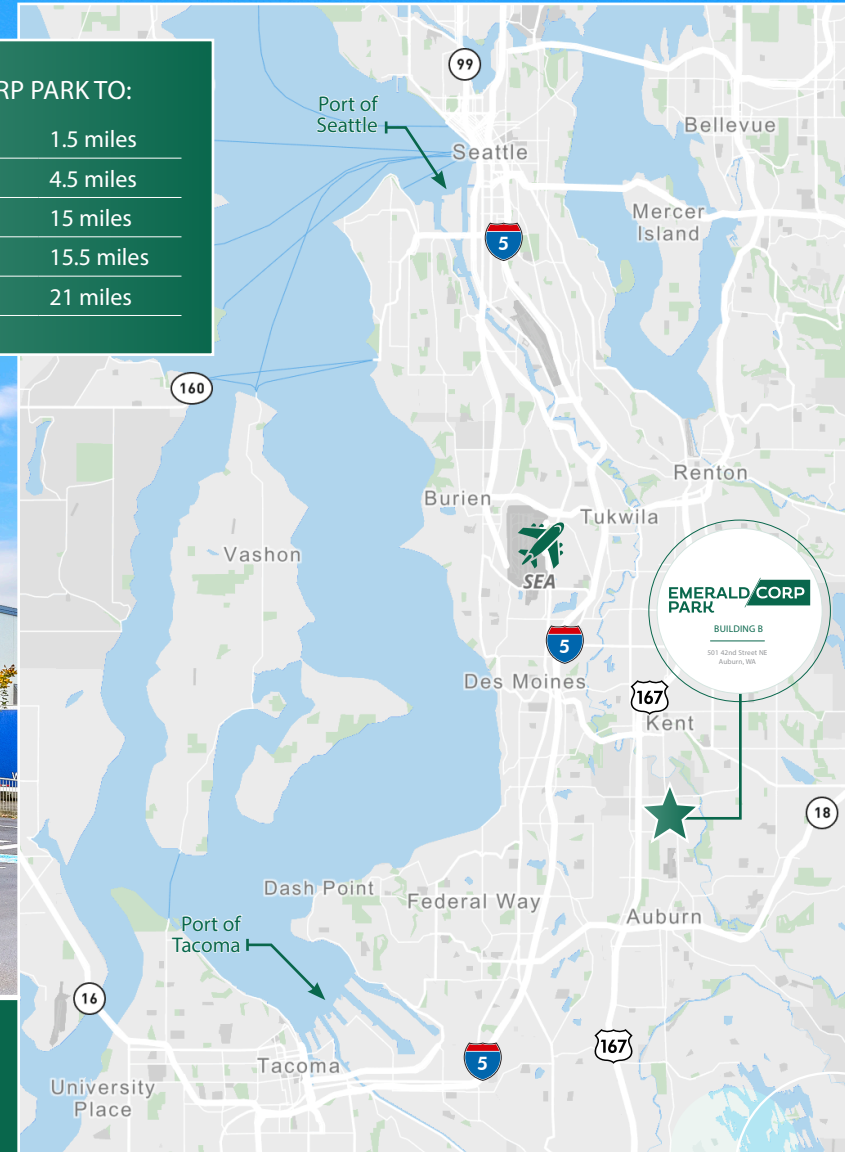 RP PARK TO:
1.5 miles
4.5 miles
15 miles
15.5 miles
21 miles
99
Port of
Seattle
Seattle
Bellevue
Mercer
Island
5
160
Renton
Burien
Tukwila
Vashon
SEA
EMERALD CORP
PARK
BUILDING B
501 42nd Street NE
Auburn, WA
5
Des Moines
167
Kent
18
Dash Point
Federal Way
Auburn
Port of
Tacoma
16
167
5
Tacoma
University
Place